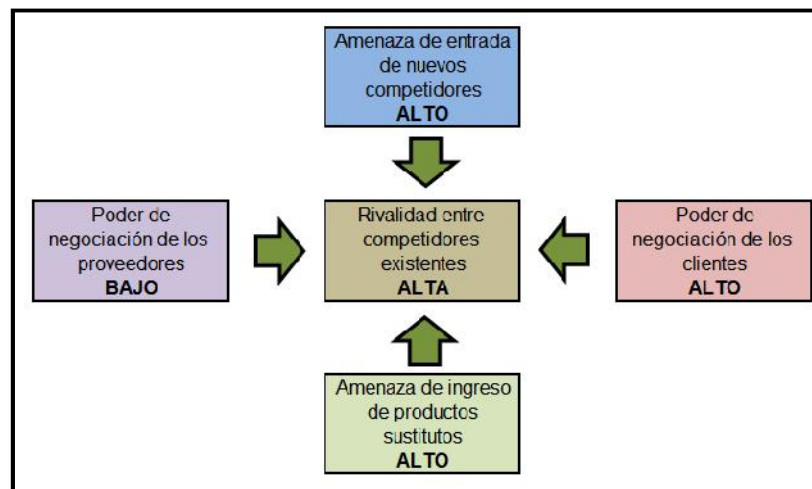 Amenaza de entrada
de nuevos
competidores
ALTO
Poder de
negociación de los
proveedores
BAJO
Rivalidad entre
competidores
existentes
ALTA
Poder de
negociación de los
clientes
ALTO
Amenaza de ingreso
de productos
sustitutos
ALTO